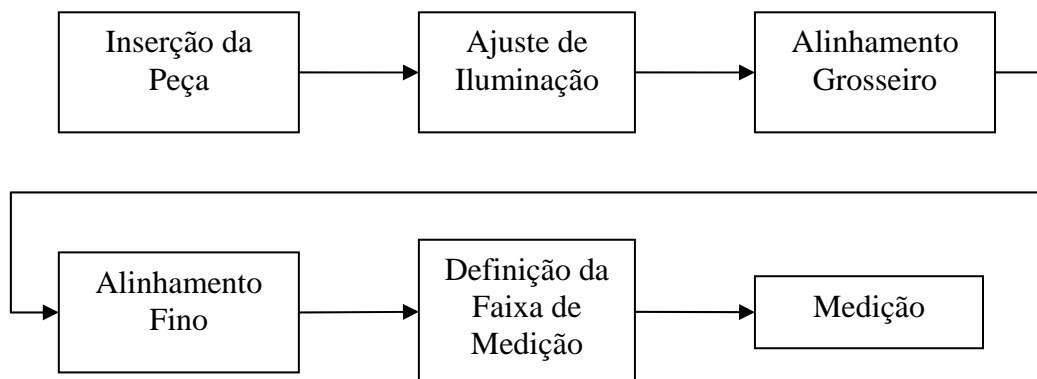 Inserção da
Peça
Ajuste de
Iluminação
Alinhamento
Grosseiro
Alinhamento
Fino
Definição da
Faixa de
Medição
Medição